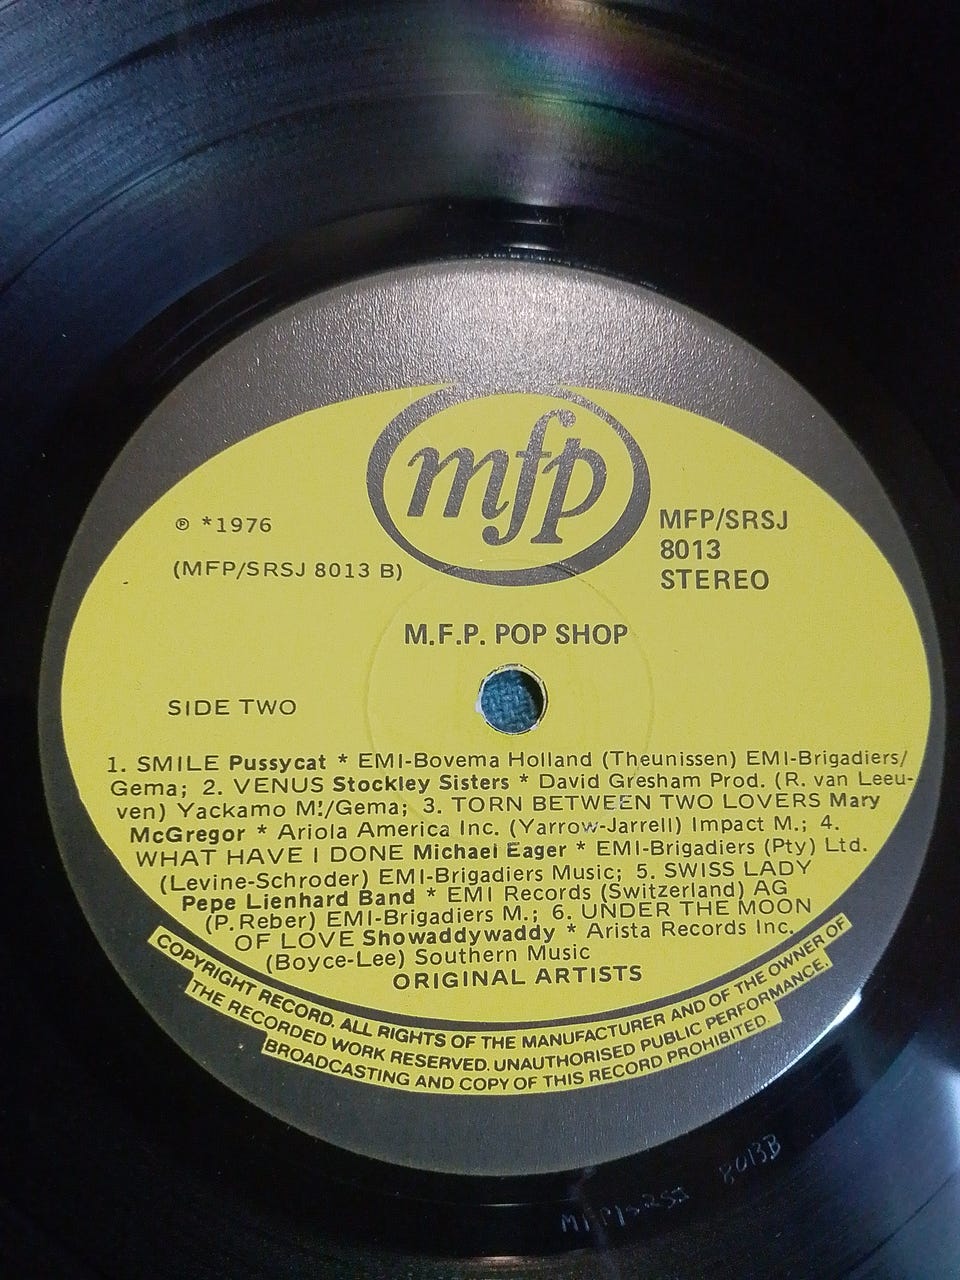 mfp
℗ *1976
(MFP/SRSJ 8013 B)
MFP/SRSJ
8013
STEREO
M.F.P. POP SHOP
SIDE TWO
1. SMILE Pussycat * EMI-Bovema Holland (Theunissen) EMI-Brigadiers/
Gema; 2. VENUS Stockley Sisters * David Gresham Prod. (R. van Leeu-
ven) Yackamo M!/Gema; 3. TORN BETWEEN TWO LOVERS Mary
McGregor * Ariola America Inc. (Yarrow-Jarrell) Impact M.; 4.
WHAT HAVE I DONE Michael Eager * EMI-Brigadiers (Pty) Ltd.
(Levine-Schroder) EMI-Brigadiers Music; 5. SWISS LADY
Pepe Lienhard Band * EMI Records (Switzerland) AG
(P. Reber) EMI-Brigadiers M.; 6. UNDER THE MOON
OF LOVE Showaddywaddy * Arista Records Inc.
(Boyce-Lee) Southern Music
ORIGINAL ARTISTS
COPYRIGHT RECORD. ALL RIGHTS OF THE MANUFACTURER AND OF THE OWNER OF
THE RECORDED WORK RESERVED. UNAUTHORISED PUBLIC PERFORMANCE.
BROADCASTING AND COPY OF THIS RECORD PROHIBITED.
8013B